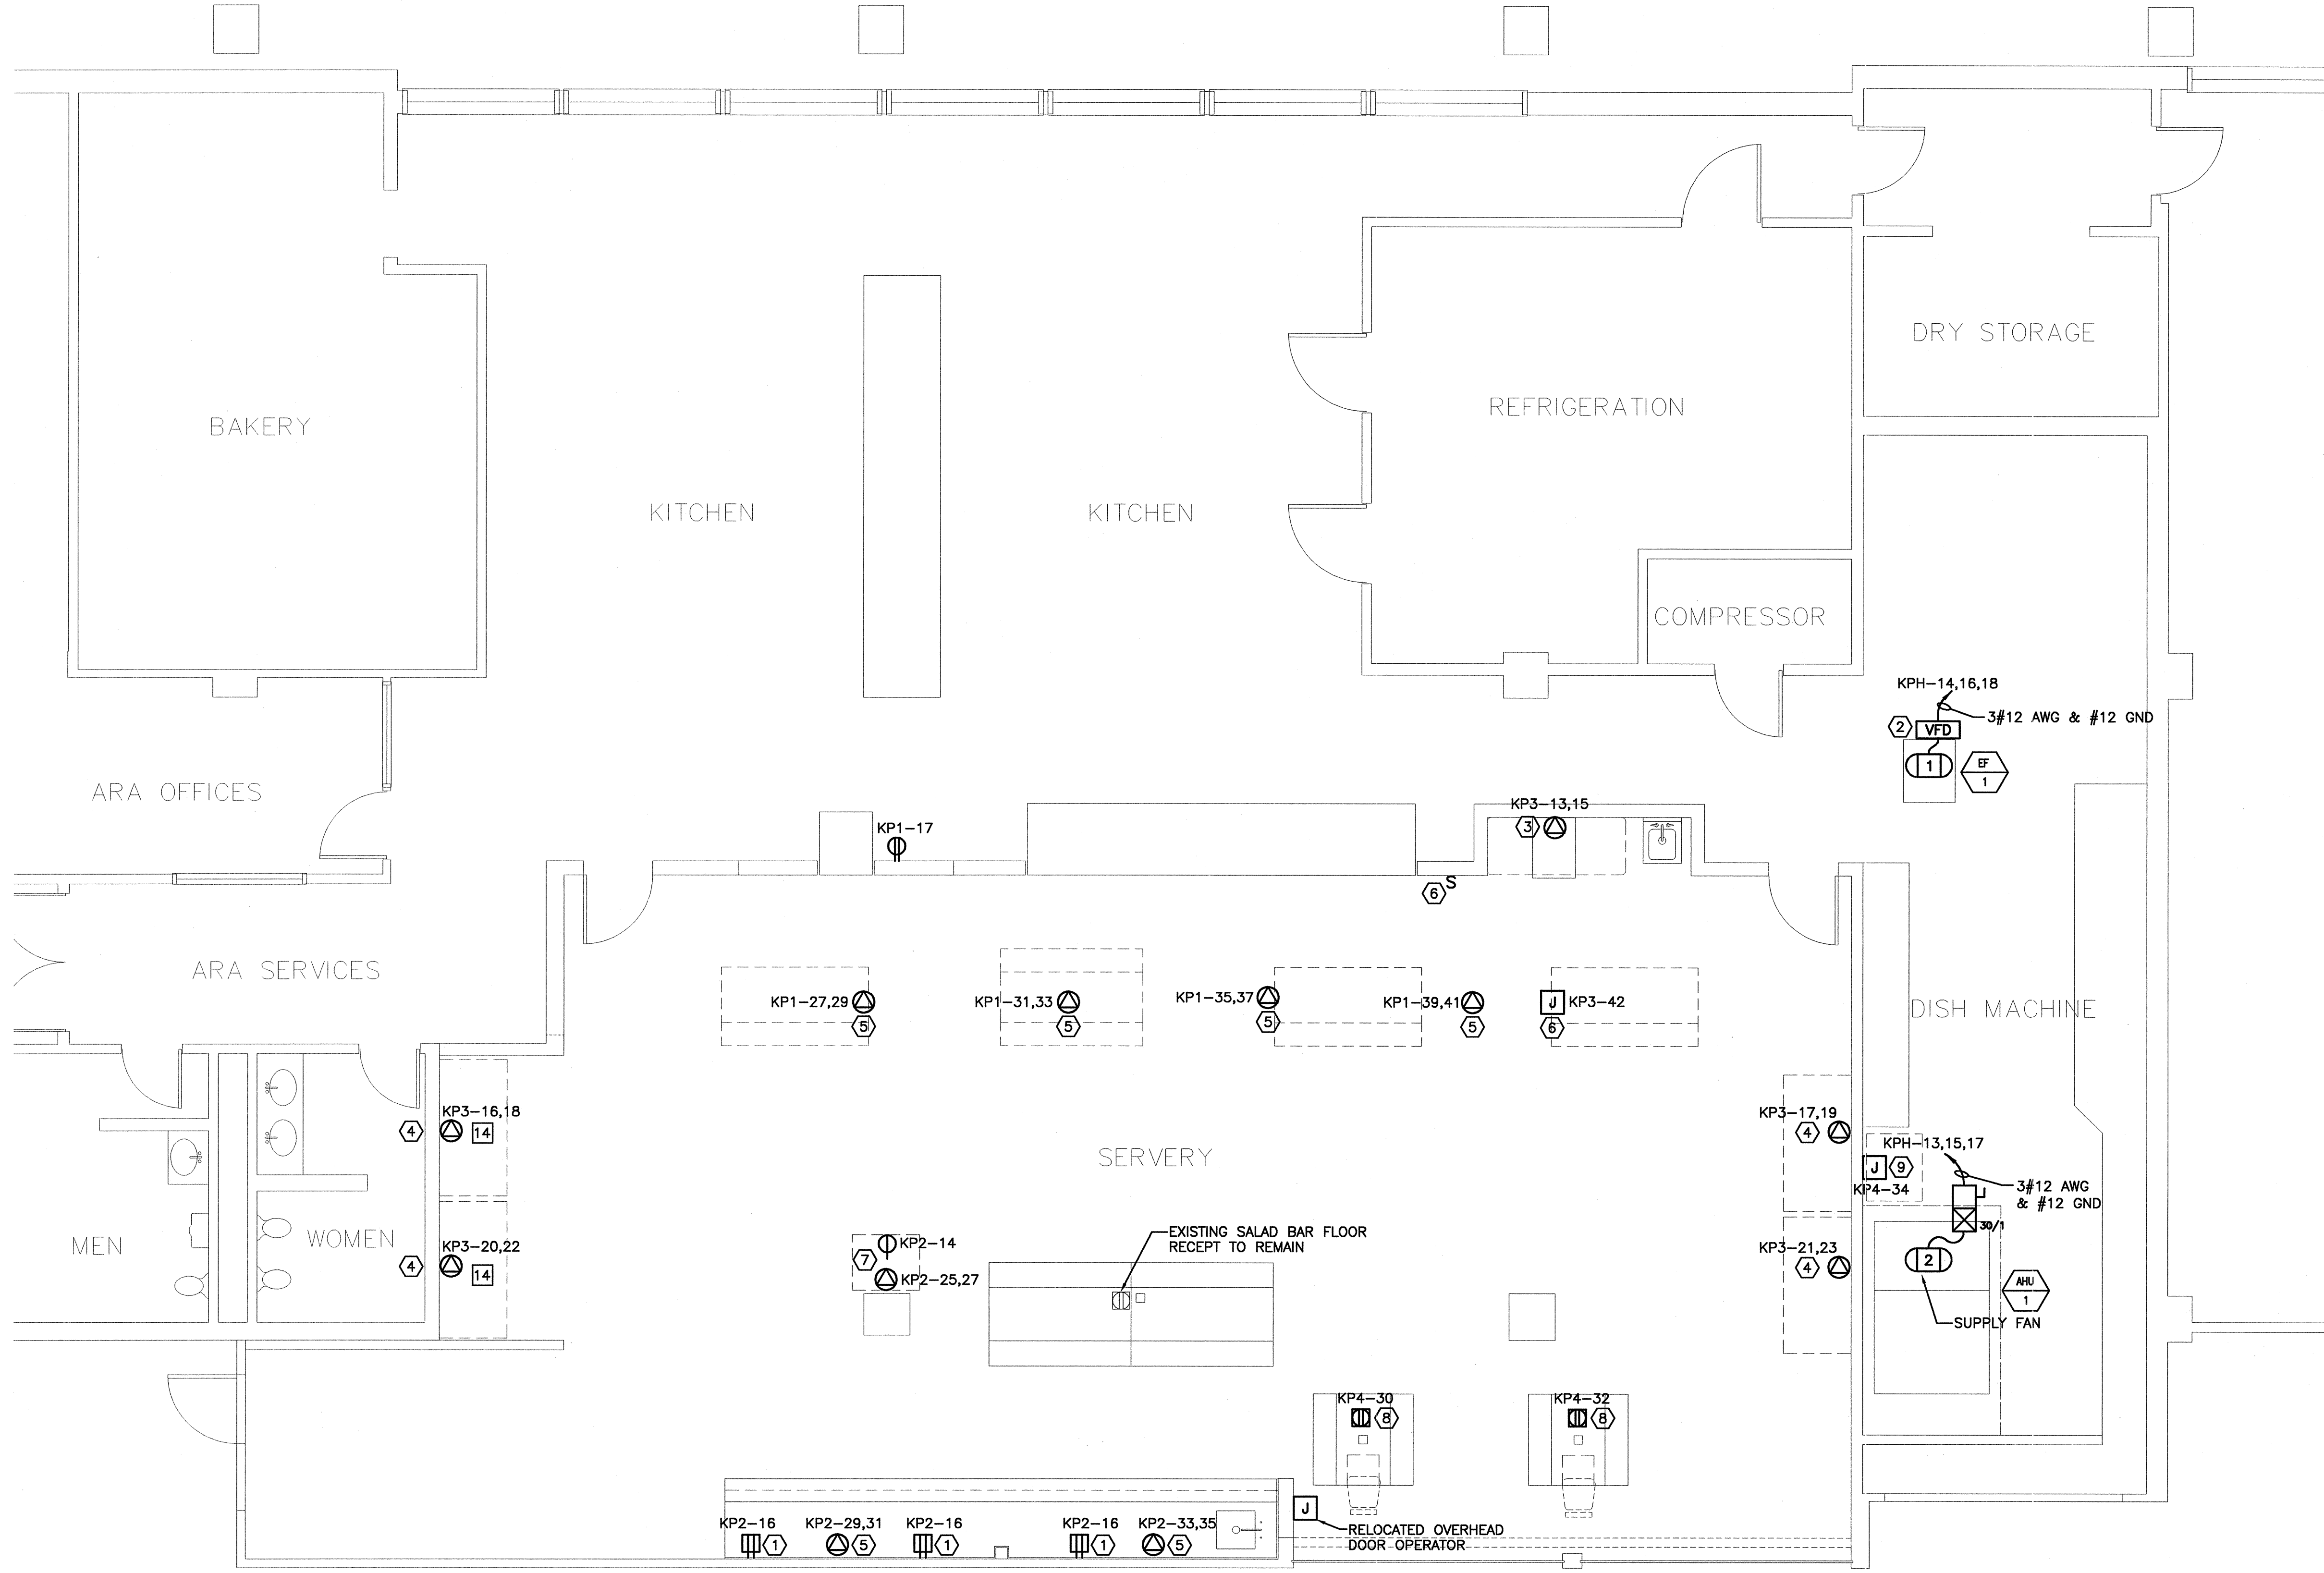 DRY STORAGE
REFRIGERATION
BAKERY
KITCHEN
KITCHEN
COMPRESSOR
KPH-14,16,18
3#12 AWG & #12 GND
2
VFD
1
EF
1
ARA OFFICES
KP1-17
KP3-13,15
3
S
6
ARA SERVICES
KP1-27,29
5
KP1-31,33
5
KP1-35,37
5
KP1-39,41
5
J
KP3-42
6
DISH MACHINE
KP3-16,18
4
14
KP3-17,19
4
KPH-13,15,17
J
9
KP4-34
3#12 AWG
& #12 GND
30/1
SERVERY
MEN
WOMEN
KP3-20,22
4
14
KP2-14
7
KP2-25,27
EXISTING SALAD BAR FLOOR
RECEPT TO REMAIN
KP3-21,23
4
2
AHU
1
SUPPLY FAN
KP4-30
8
KP4-32
8
KP2-16
1
KP2-29,31
5
KP2-16
1
KP2-16
1
KP2-33,35
5
J
RELOCATED OVERHEAD
DOOR OPERATOR